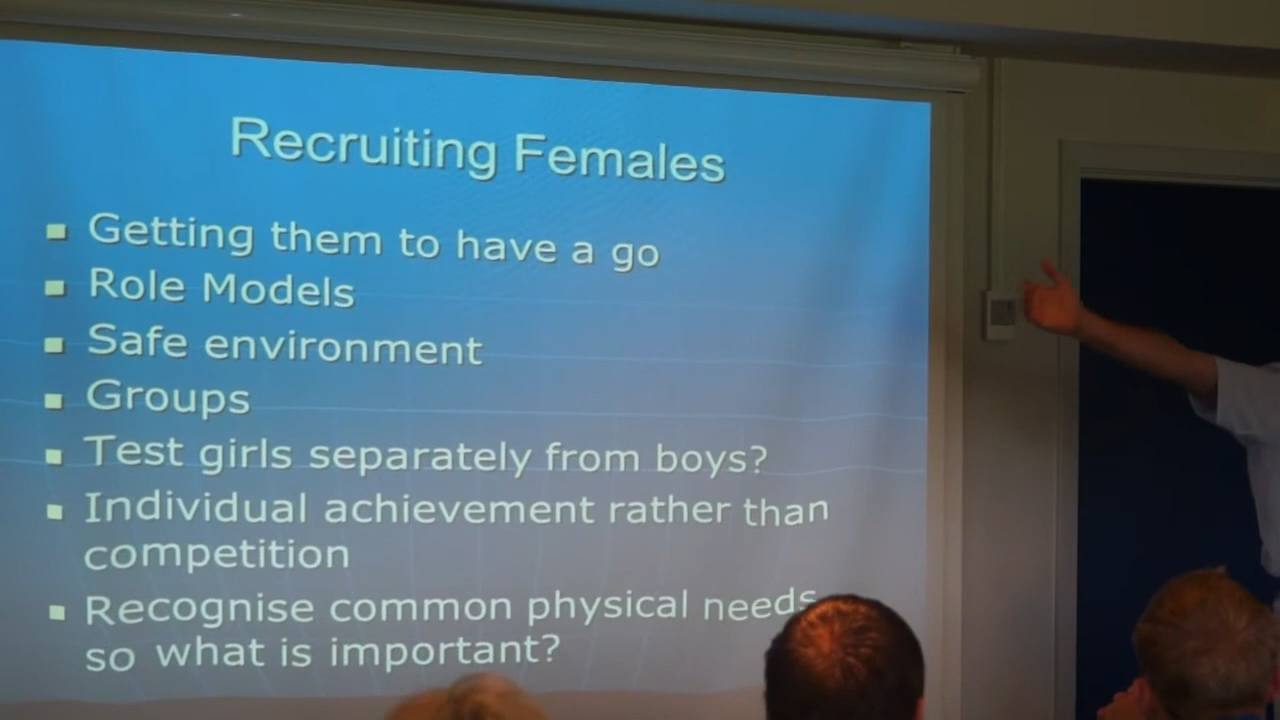 Recruiting Females
Getting them to have a go
Role Models
Safe environment
Groups
Test girls separately from boys?
Individual achievement rather than
competition
Recognise common physical needs
so what is important?